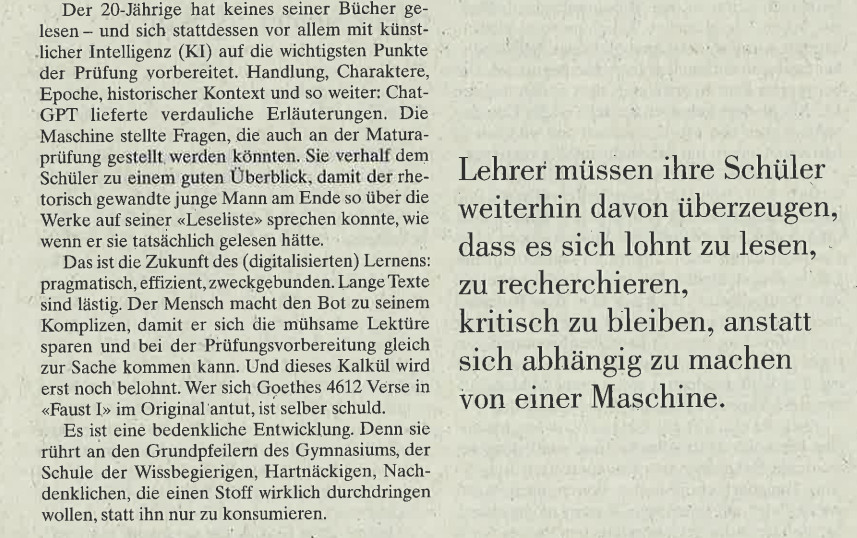 Der 20-Jährige hat keines seiner Bücher ge-
lesen – und sich stattdessen vor allem mit künst-
licher Intelligenz (KI) auf die wichtigsten Punkte
der Prüfung vorbereitet. Handlung, Charaktere,
Epoche, historischer Kontext und so weiter: Chat-
GPT lieferte verdauliche Erläuterungen. Die
Maschine stellte Fragen, die auch an der Matura-
prüfung gestellt werden könnten. Sie verhalf dem
Schüler zu einem guten Überblick, damit der rhe-
torisch gewandte junge Mann am Ende so über die
Werke auf seiner «Leseliste» sprechen konnte, wie
wenn er sie tatsächlich gelesen hätte.
Das ist die Zukunft des (digitalisierten) Lernens:
pragmatisch, effizient, zweckgebunden. Lange Texte
sind lästig. Der Mensch macht den Bot zu seinem
Komplizen, damit er sich die mühsame Lektüre
sparen und bei der Prüfungsvorbereitung gleich
zur Sache kommen kann. Und dieses Kalkül wird
erst noch belohnt. Wer sich Goethes 4612 Verse in
«Faust I» im Original antut, ist selber schuld.
Es ist eine bedenkliche Entwicklung. Denn sie
rührt an den Grundpfeilern des Gymnasiums, der
Schule der Wissbegierigen, Hartnäckigen, Nach-
denklichen, die einen Stoff wirklich durchdringen
wollen, statt ihn nur zu konsumieren.
Lehrer müssen ihre Schüler
weiterhin davon überzeugen,
dass es sich lohnt zu lesen,
zu recherchieren,
kritisch zu bleiben, anstatt
sich abhängig zu machen
von einer Maschine.